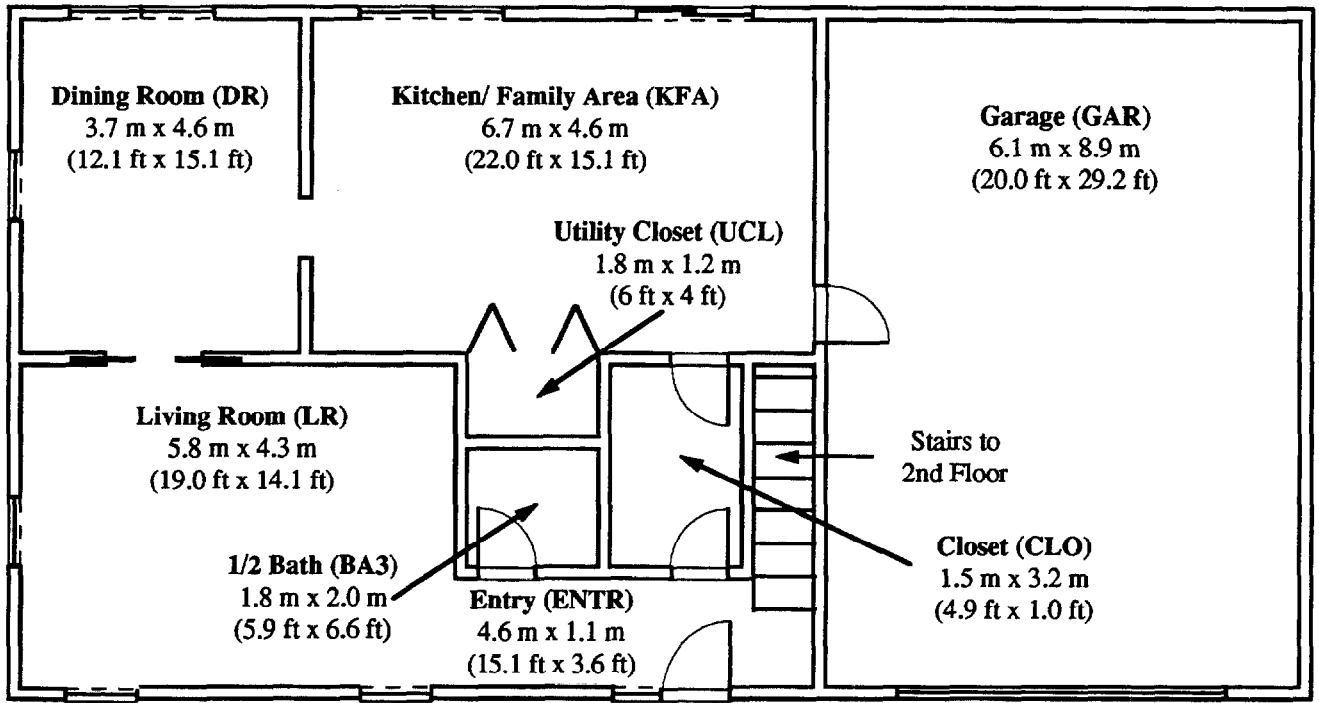 Dining Room (DR)
3.7 m x 4.6 m
(12.1 ft x 15.1 ft)
Kitchen/ Family Area (KFA)
6.7 m x 4.6 m
(22.0 ft x 15.1 ft)
Garage (GAR)
6.1 m x 8.9 m
(20.0 ft x 29.2 ft)
Utility Closet (UCL)
1.8 m x 1.2 m
(6 ft x 4 ft)
Living Room (LR)
5.8 m x 4.3 m
(19.0 ft x 14.1 ft)
Stairs to
2nd Floor
1/2 Bath (BA3)
1.8 m x 2.0 m
(5.9 ft x 6.6 ft)
Entry (ENTR)
4.6 m x 1.1 m
(15.1 ft x 3.6 ft)
Closet (CLO)
1.5 m x 3.2 m
(4.9 ft x 1.0 ft)